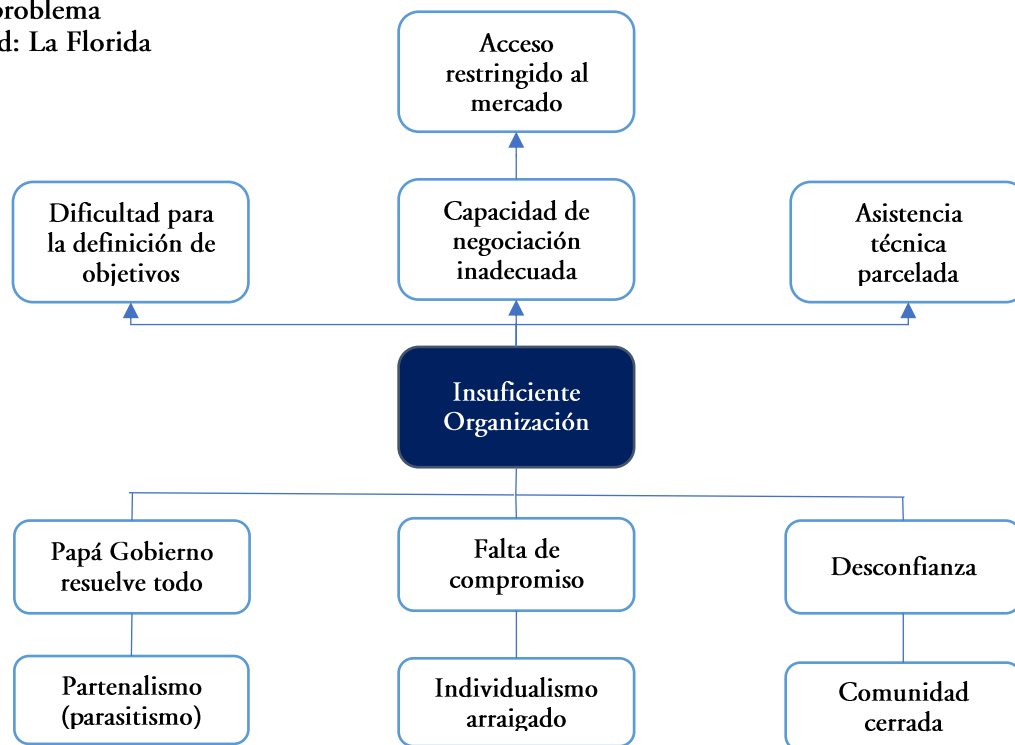 problema
d: La Florida
Acceso
restringido al
mercado
Dificultad para
la definición de
objetivos
Capacidad de
negociación
inadecuada
Asistencia
técnica
parcelada
Insuficiente
Organización
Papá Gobierno
resuelve todo
Falta de
compromiso
Desconfianza
Partenalismo
(parasitismo)
Individualismo
arraigado
Comunidad
cerrada